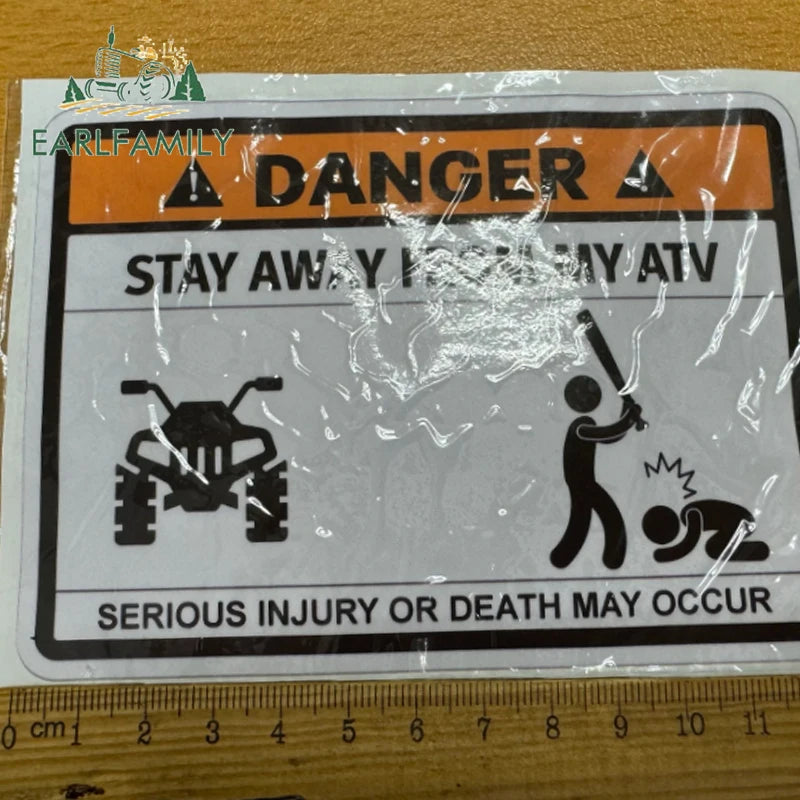 EARLFAMILY
DANGER
STAY AWAY FROM MY ATV
SERIOUS INJURY OR DEATH MAY OCCUR
0 cm 1 2 3 4 5 6 7 8 9 10 11